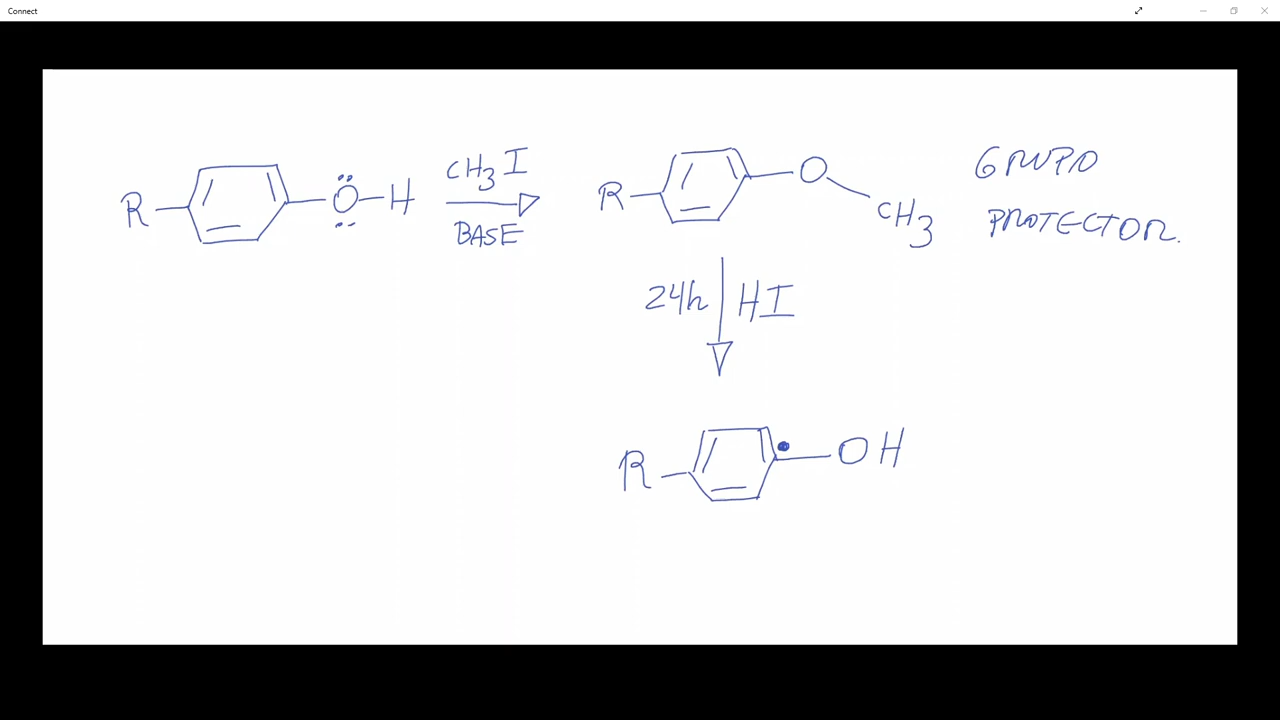 Connect
R
O
H
CH3I
BASE
R
O
CH3
GRUPO
PROTECTOR.
24h
HI
R
OH